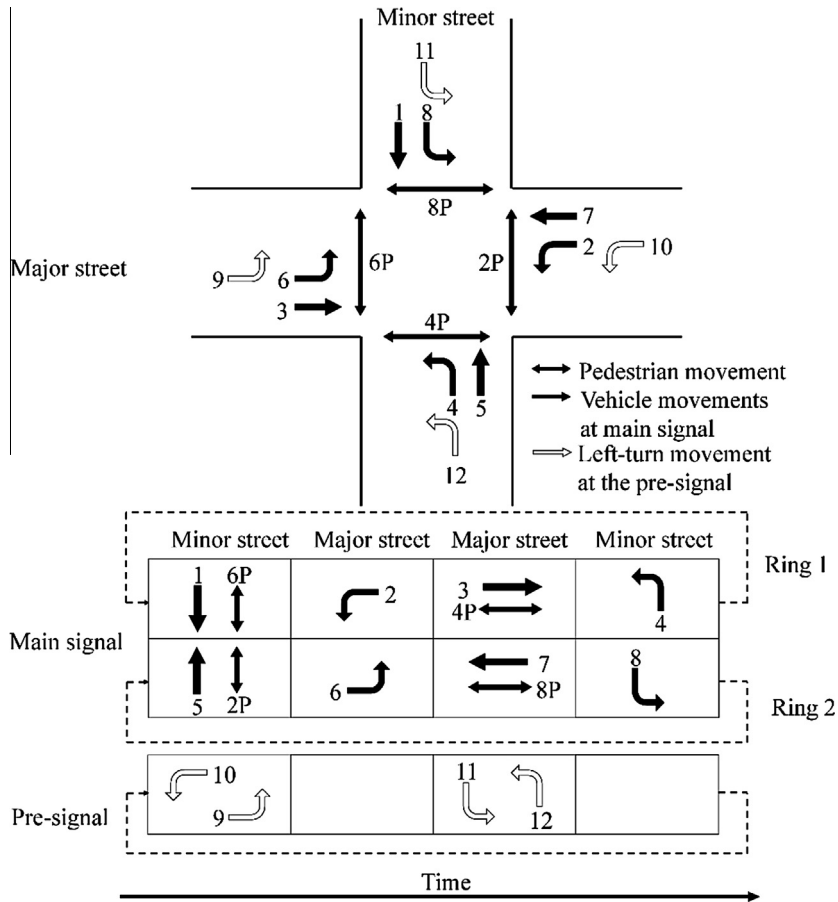 Minor street
11
1 8
8P
7
Major street
9 6 6P 2P 2 10
3
4P
Pedestrian movement
4 5
Vehicle movements
at main signal
12
Left-turn movement
at the pre-signal
Minor street Major street Major street Minor street
Ring 1
1 6P 2 3
4P 4
Main signal
5 2P 6 7
8P 8
Ring 2
10 11
Pre-signal
9 12
Time